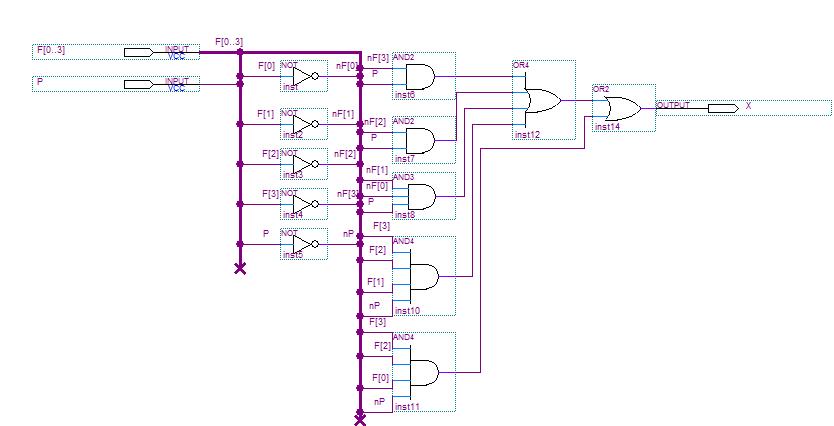 F[0..3]
F[0..3]
INPUT
VCC
P
INPUT
VCC
F[0]
NOT
inst
nF[0]
F[1]
NOT
inst2
nF[1]
F[2]
NOT
inst3
nF[2]
F[3]
NOT
inst4
nF[3]
P
NOT
inst5
nP
nF[3]
P
AND2
inst6
nF[2]
P
AND2
inst7
nF[1]
nF[0]
P
AND3
inst8
F[3]
F[2]
F[1]
nP
AND4
inst10
F[3]
F[2]
F[0]
nP
AND4
inst11
OR4
inst12
OR2
inst14
OUTPUT
X